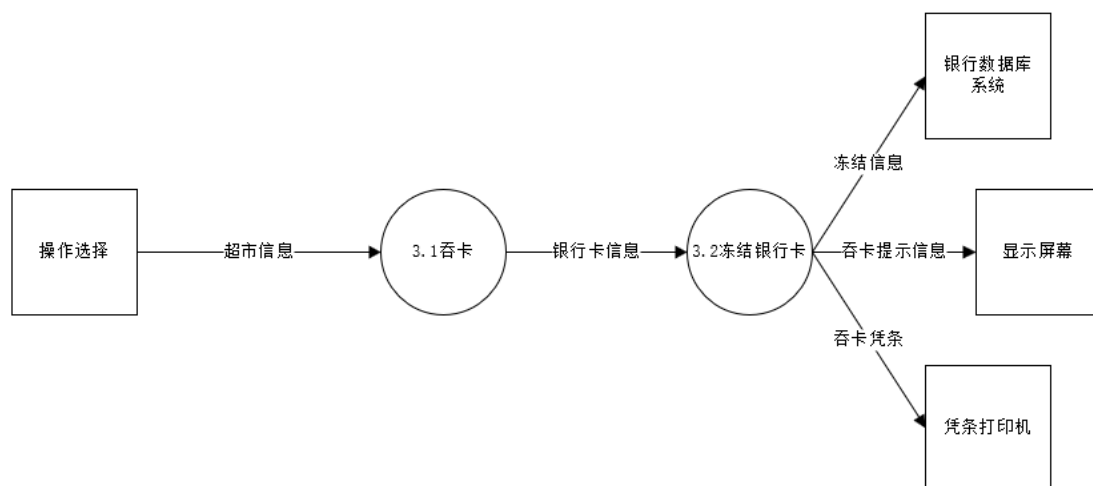 银行数据库
系统
冻结信息
操作选择
超市信息
3.1吞卡
银行卡信息
3.2冻结银行卡
吞卡提示信息
显示屏幕
吞卡凭条
凭条打印机